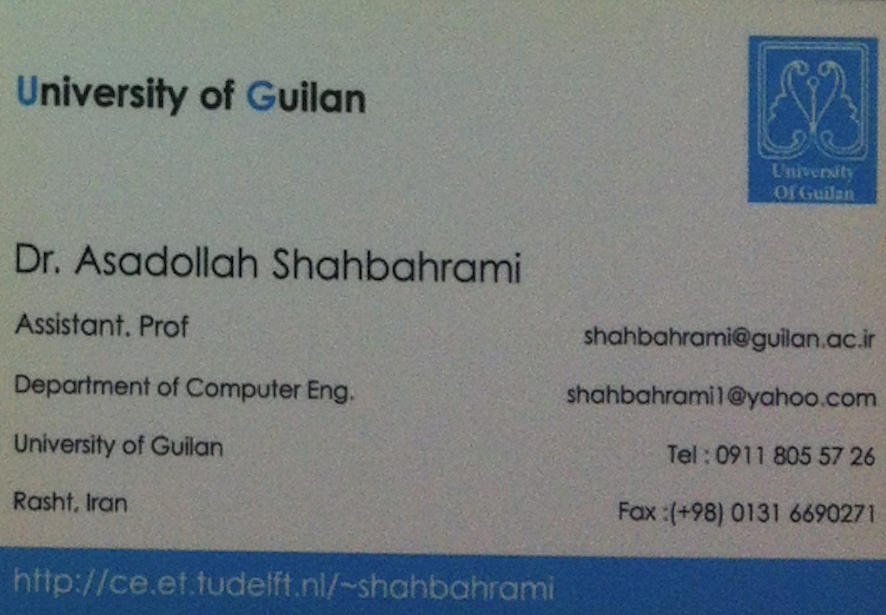 University of Guilan
University
Of Guilan
Dr. Asadollah Shahbahrami
Assistant. Prof
shahbahrami@guilan.ac.ir
Department of Computer Eng.
shahbahrami1@yahoo.com
University of Guilan
Tel : 0911 805 57 26
Rasht, Iran
Fax :(+98) 0131 6690271
http://ce.et.tudelft.nl/~shahbahrami